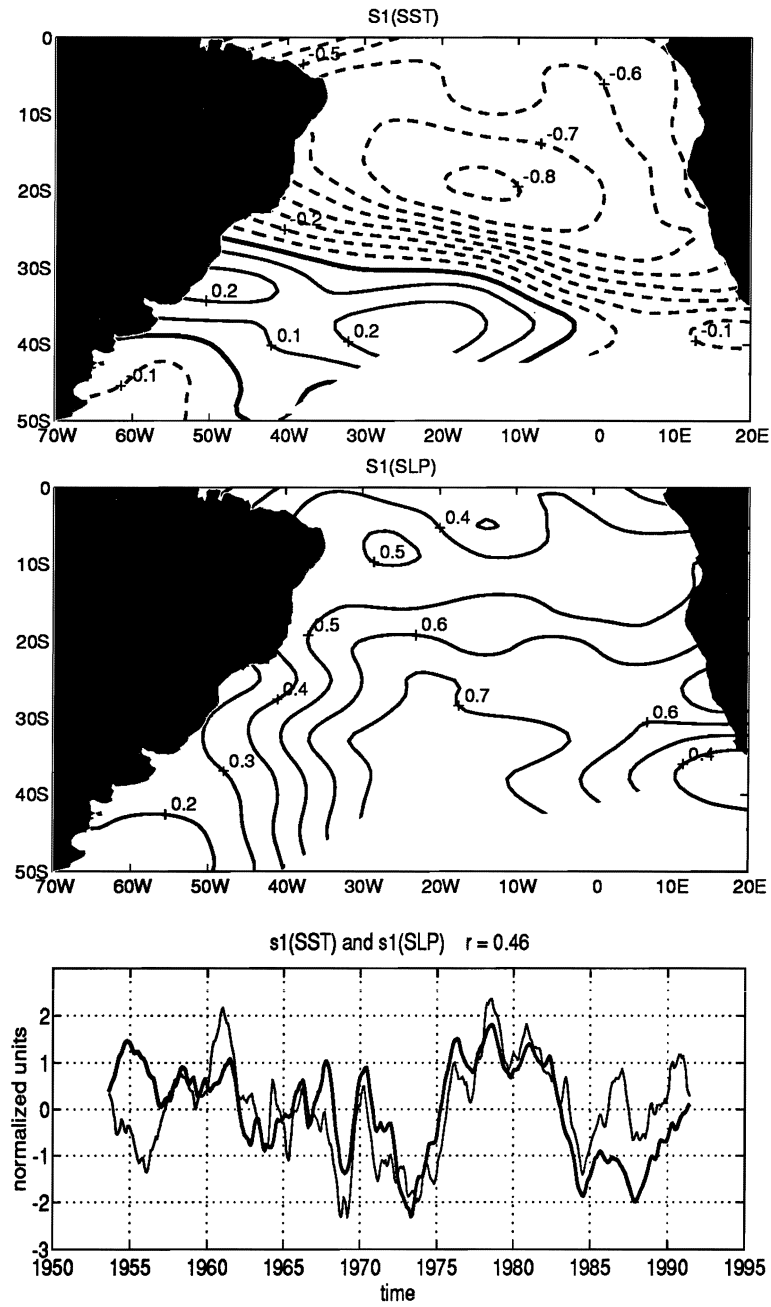 S1(SST)
0
10S
20S
30S
40S
50S
-0.5
-0.6
-0.7
-0.8
-0.2
0.2
0.1
0.2
-0.1
-0.1
70W 60W 50W 40W 30W 20W 10W 0 10E 20E
S1(SLP)
0
10S
20S
30S
40S
50S
0.4
0.5
0.5
0.6
0.4
0.7
0.6
0.3
0.4
0.2
70W 60W 50W 40W 30W 20W 10W 0 10E 20E
s1(SST) and s1(SLP) r = 0.46
normalized units
2
1
0
-1
-2
-3
1950 1955 1960 1965 1970 1975 1980 1985 1990 1995
time